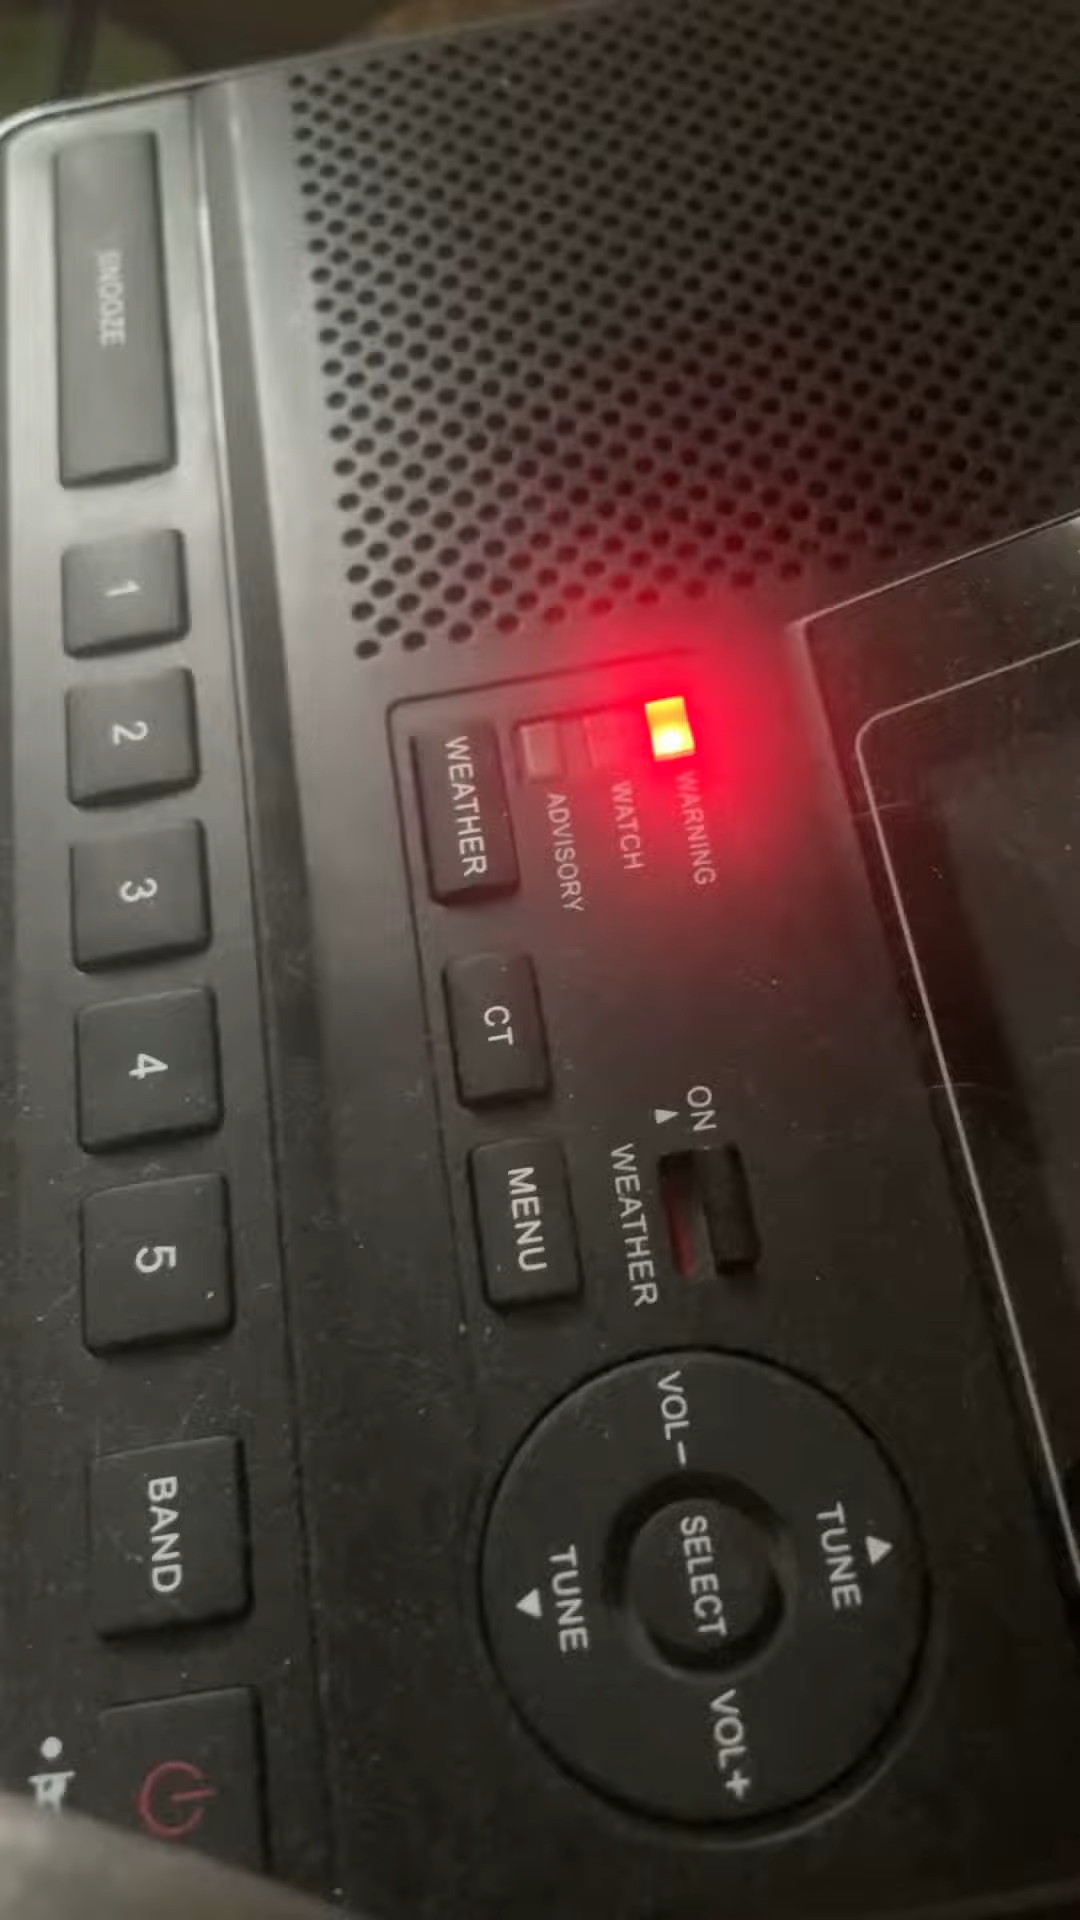 SNOOZE
1
2
3
4
5
BAND
WEATHER
ADVISORY
WATCH
WARNING
CT
MENU
ON
WEATHER
VOL-
TUNE
SELECT
TUNE
VOL+